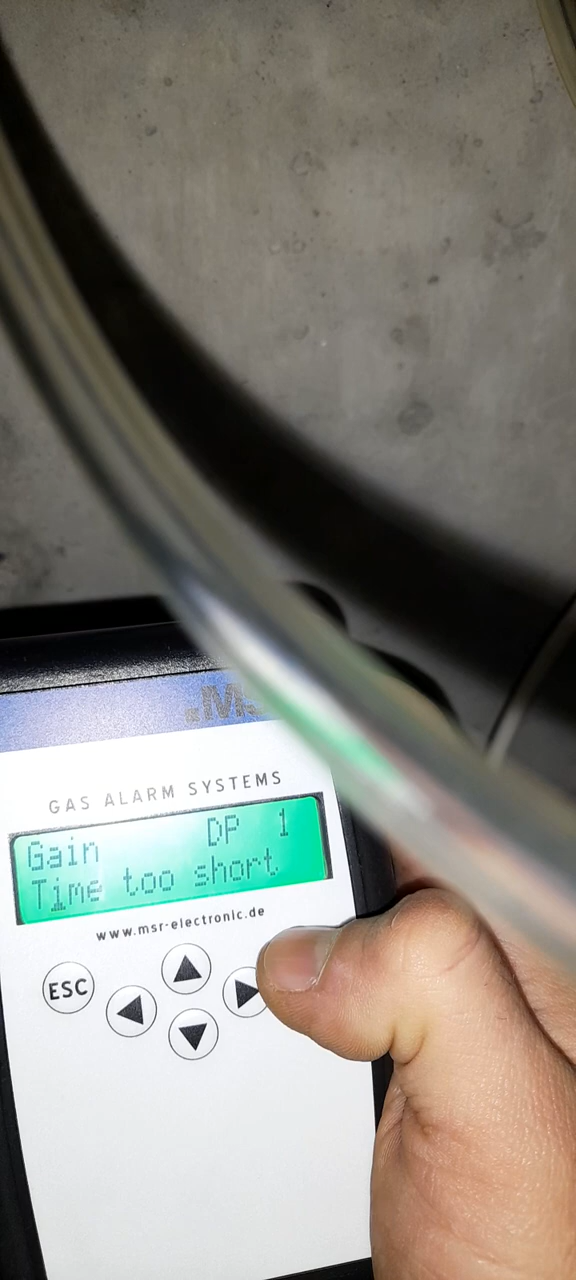 GAS ALARM SYSTEMS
Gain DP 1
Time too short
www.msr-electronic.de
ESC